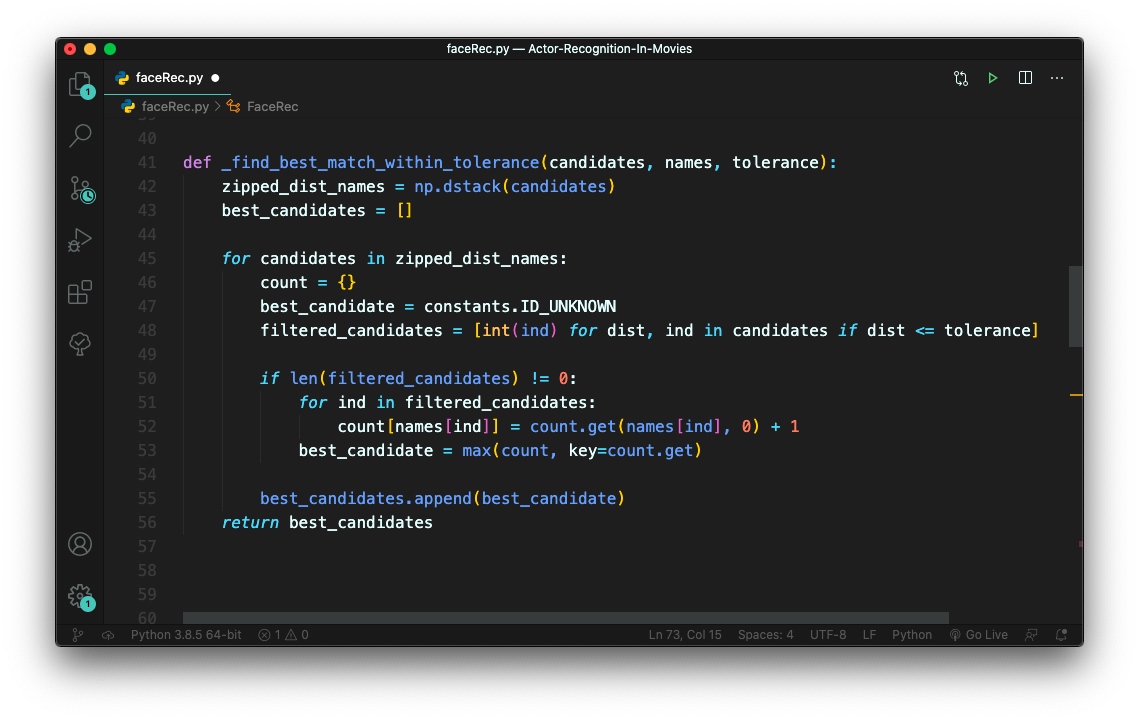 faceRec.py — Actor-Recognition-In-Movies
1
faceRec.py
faceRec.py > FaceRec
39
40
41 def _find_best_match_within_tolerance(candidates, names, tolerance):
42 zipped_dist_names = np.dstack(candidates)
43 best_candidates = []
44
45 for candidates in zipped_dist_names:
46 count = {}
47 best_candidate = constants.ID_UNKNOWN
48 filtered_candidates = [int(ind) for dist, ind in candidates if dist <= tolerance]
49
50 if len(filtered_candidates) != 0:
51 for ind in filtered_candidates:
52 count[names[ind]] = count.get(names[ind], 0) + 1
53 best_candidate = max(count, key=count.get)
54
55 best_candidates.append(best_candidate)
56 return best_candidates
57
58
59
60
1
Python 3.8.5 64-bit 1 0 Ln 73, Col 15 Spaces: 4 UTF-8 LF Python Go Live